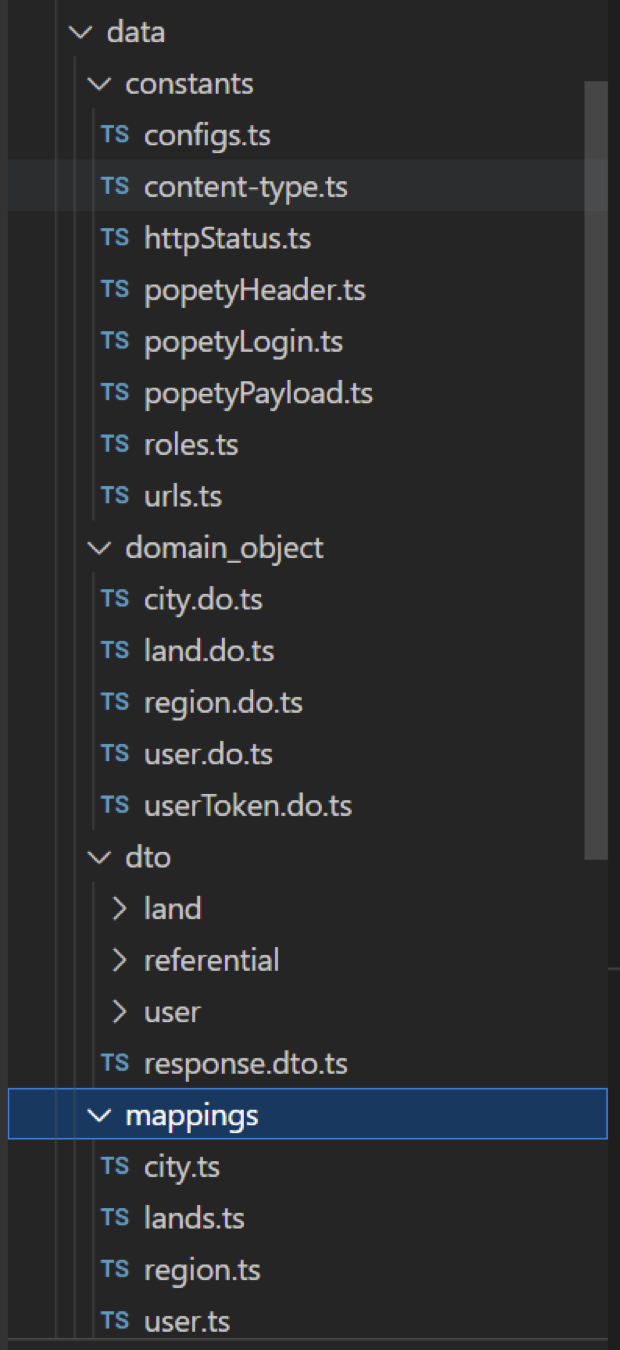 data
constants
TS configs.ts
TS content-type.ts
TS httpStatus.ts
TS popetyHeader.ts
TS popetyLogin.ts
TS popetyPayload.ts
TS roles.ts
TS urls.ts
domain_object
TS city.do.ts
TS land.do.ts
TS region.do.ts
TS user.do.ts
TS userToken.do.ts
dto
land
referential
user
TS response.dto.ts
mappings
TS city.ts
TS lands.ts
TS region.ts
TS user.ts